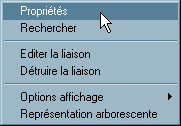 Propriétés
Rechercher
Editer la liaison
Détruire la liaison
Options affichage
Représentation arborescente